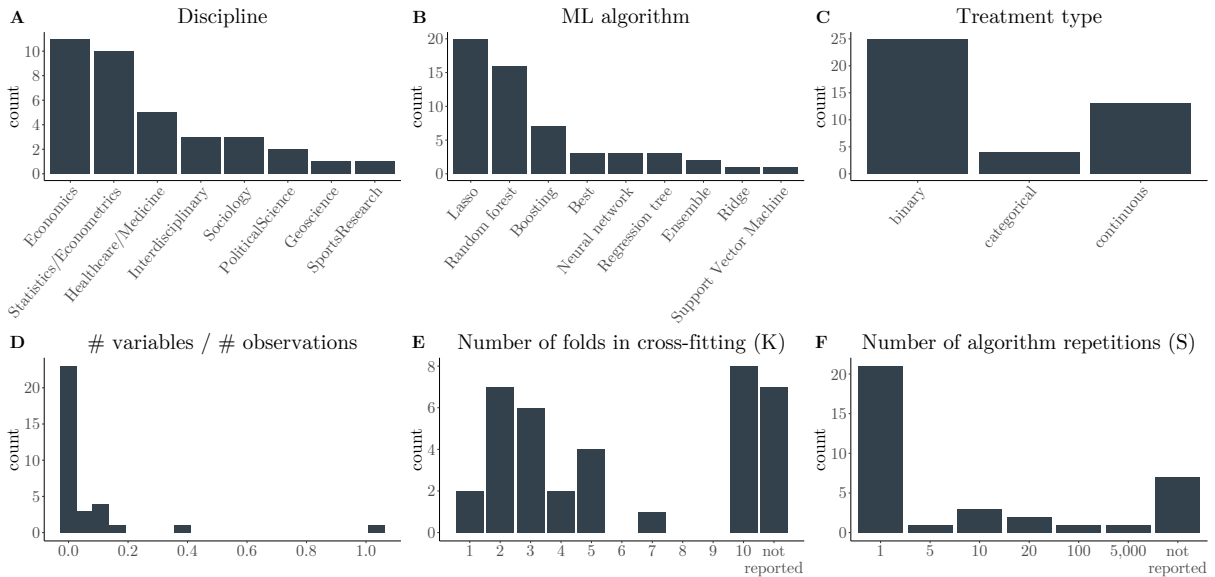 A Discipline
count
10
8
6
4
2
0
Economics
Statistics/Econometrics
Healthcare/Medicine
Interdisciplinary
Sociology
PoliticalScience
Geoscience
SportsResearch
B ML algorithm
count
20
15
10
5
0
Lasso
Random forest
Boosting
Best
Neural network
Regression tree
Ensemble
Ridge
Support Vector Machine
C Treatment type
count
25
20
15
10
5
0
binary
categorical
continuous
D # variables / # observations
count
20
15
10
5
0
0.0 0.2 0.4 0.6 0.8 1.0
E Number of folds in cross-fitting (K)
count
8
6
4
2
0
1 2 3 4 5 6 7 8 9 10 not
reported
F Number of algorithm repetitions (S)
count
20
15
10
5
0
1 5 10 20 100 5,000 not
reported